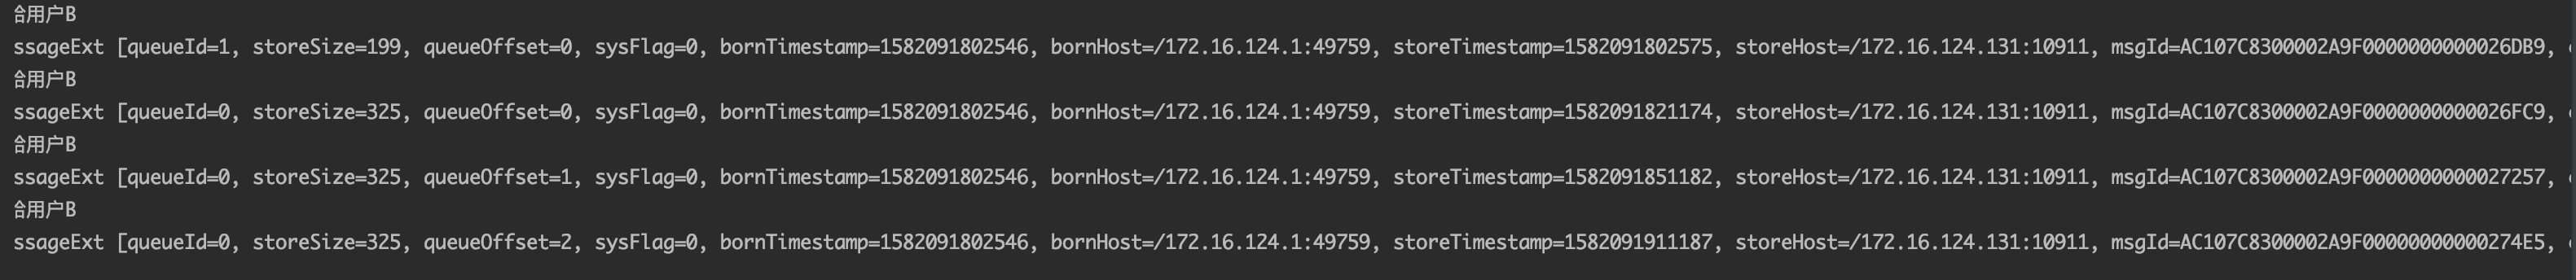 用户B
ssageExt [queueId=1, storeSize=199, queueOffset=0, sysFlag=0, bornTimestamp=1582091802546, bornHost=/172.16.124.1:49759, storeTimestamp=1582091802575, storeHost=/172.16.124.131:10911, msgId=AC107C8300002A9F0000000000026DB9,
用户B
ssageExt [queueId=0, storeSize=325, queueOffset=0, sysFlag=0, bornTimestamp=1582091802546, bornHost=/172.16.124.1:49759, storeTimestamp=1582091821174, storeHost=/172.16.124.131:10911, msgId=AC107C8300002A9F0000000000026FC9,
用户B
ssageExt [queueId=0, storeSize=325, queueOffset=1, sysFlag=0, bornTimestamp=1582091802546, bornHost=/172.16.124.1:49759, storeTimestamp=1582091851182, storeHost=/172.16.124.131:10911, msgId=AC107C8300002A9F0000000000027257,
用户B
ssageExt [queueId=0, storeSize=325, queueOffset=2, sysFlag=0, bornTimestamp=1582091802546, bornHost=/172.16.124.1:49759, storeTimestamp=1582091911187, storeHost=/172.16.124.131:10911, msgId=AC107C8300002A9F00000000000274E5,